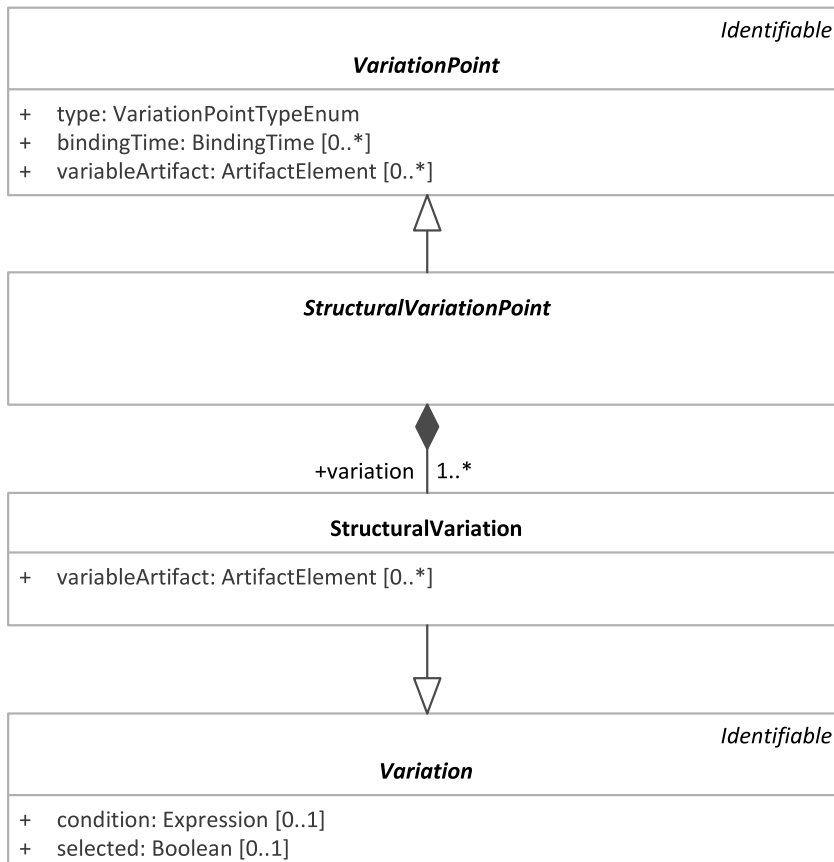 Identifiable
VariationPoint
+ type: VariationPointTypeEnum
+ bindingTime: BindingTime [0..*]
+ variableArtifact: ArtifactElement [0..*]
StructuralVariationPoint
+variation 1..*
StructuralVariation
+ variableArtifact: ArtifactElement [0..*]
Identifiable
Variation
+ condition: Expression [0..1]
+ selected: Boolean [0..1]